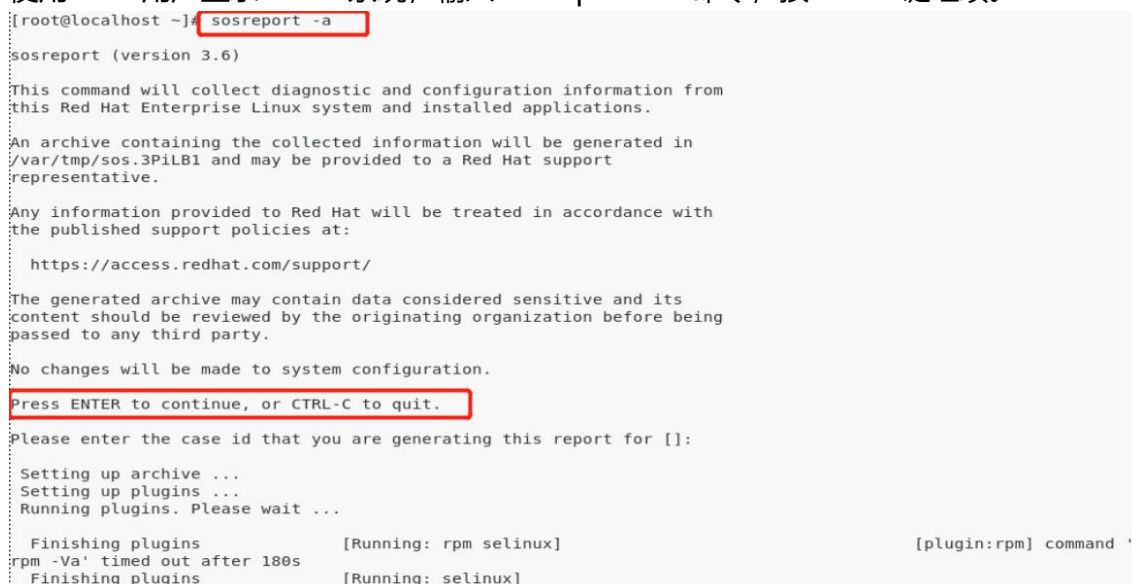 [root@localhost ~]# sosreport -a
sosreport (version 3.6)
This command will collect diagnostic and configuration information from
this Red Hat Enterprise Linux system and installed applications.
An archive containing the collected information will be generated in
/var/tmp/sos.3PiLB1 and may be provided to a Red Hat support
representative.
Any information provided to Red Hat will be treated in accordance with
the published support policies at:
https://access.redhat.com/support/
The generated archive may contain data considered sensitive and its
content should be reviewed by the originating organization before being
passed to any third party.
No changes will be made to system configuration.
Press ENTER to continue, or CTRL-C to quit.
Please enter the case id that you are generating this report for []:
Setting up archive ...
Setting up plugins ...
Running plugins. Please wait ...
Finishing plugins [Running: rpm selinux] [plugin:rpm] command '
rpm -Va' timed out after 180s
Finishing plugins [Running: selinux]